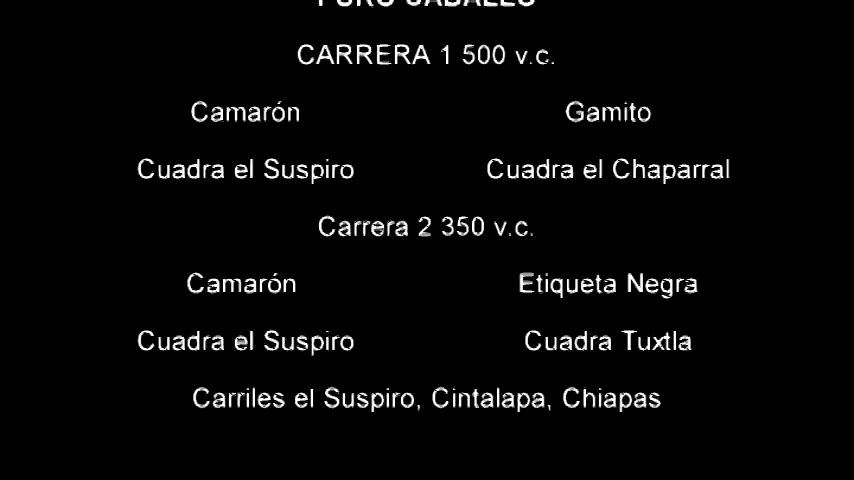 CARRERA 1 500 v.c.
Camarón Gamito
Cuadra el Suspiro Cuadra el Chaparral
Carrera 2 350 v.c.
Camarón Etiqueta Negra
Cuadra el Suspiro Cuadra Tuxtla
Carriles el Suspiro, Cintalapa, Chiapas